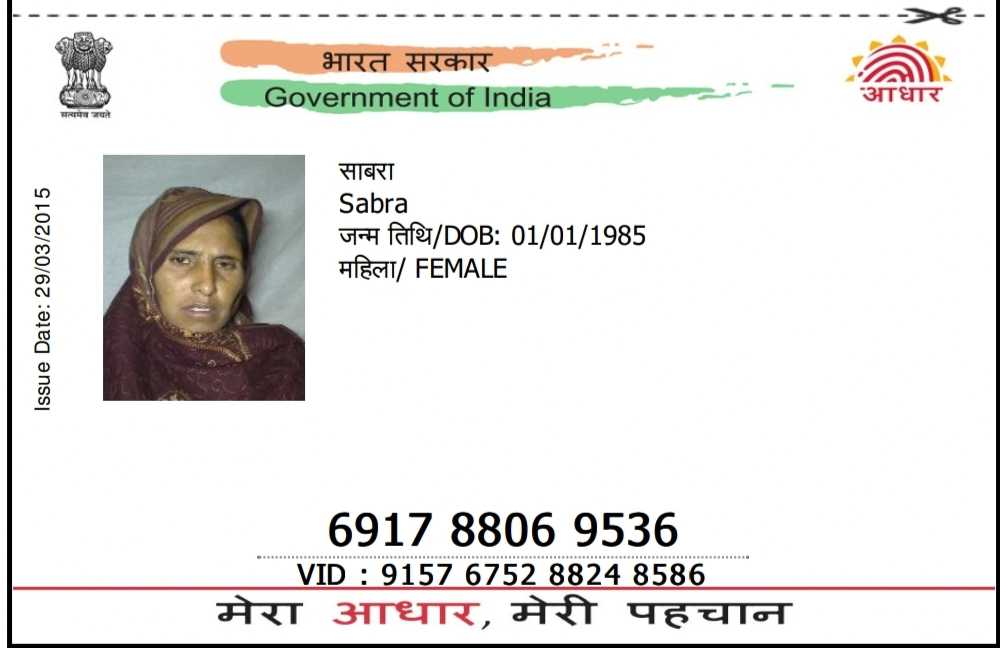 भारत सरकार
Government of India
सत्यमेव जयते
आधार
Issue Date: 29/03/2015
साबरा
Sabra
जन्म तिथि/DOB: 01/01/1985
महिला/ FEMALE
6917 8806 9536
VID : 9157 6752 8824 8586
मेरा आधार, मेरी पहचान